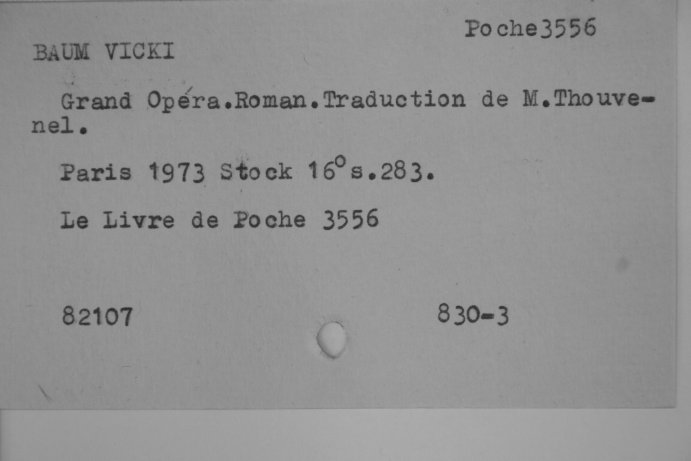 Poche3556
BAUM VICKI
Grand Opéra.Roman.Traduction de M.Thouve-
nel.
Paris 1973 Stock 16° s.283.
Le Livre de Poche 3556
82107 830-3